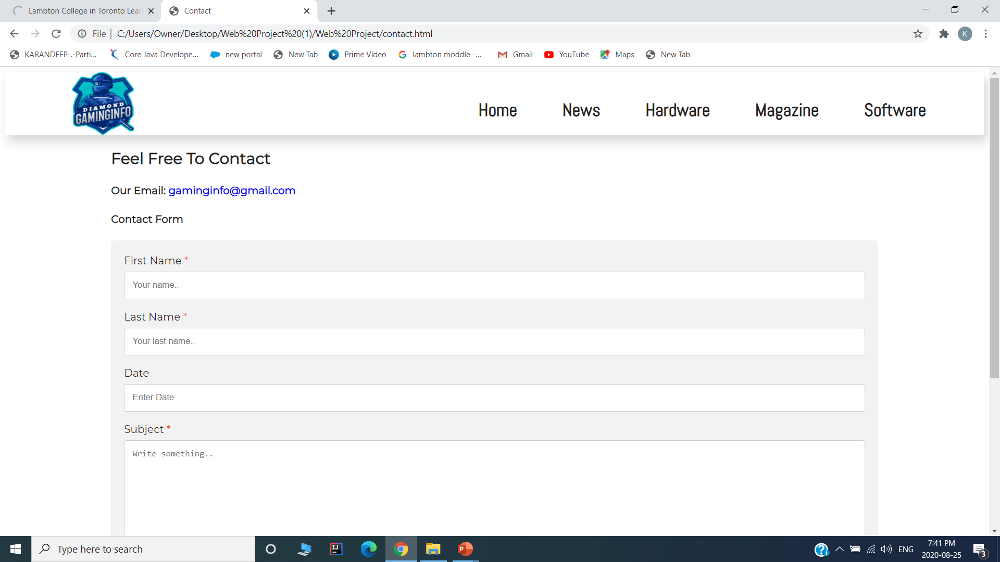 Lambton College in Toronto Lear
Contact
File
C:/Users/Owner/Desktop/Web%20Project%20(1)/Web%20Project/contact.html
K
KARANDEEP-.-Parti...
Core Java Develope...
new portal
New Tab
Prime Video
lambton moddle -...
Gmail
YouTube
Maps
New Tab
DIAMOND
GAMINGINFO
Home
News
Hardware
Magazine
Software
Feel Free To Contact
Our Email: gaminginfo@gmail.com
Contact Form
First Name *
Your name..
Last Name *
Your last name..
Date
Enter Date
Subject *
Write something..
Type here to search
ENG
7:41 PM
2020-08-25
3